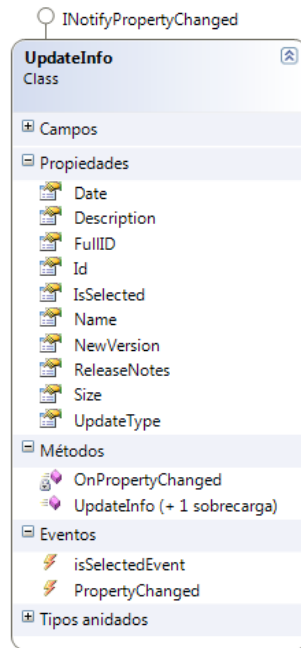 INotifyPropertyChanged
UpdateInfo
Class
Campos
Propiedades
Date
Description
FullID
Id
IsSelected
Name
NewVersion
ReleaseNotes
Size
UpdateType
Métodos
OnPropertyChanged
UpdateInfo (+ 1 sobrecarga)
Eventos
isSelectedEvent
PropertyChanged
Tipos anidados